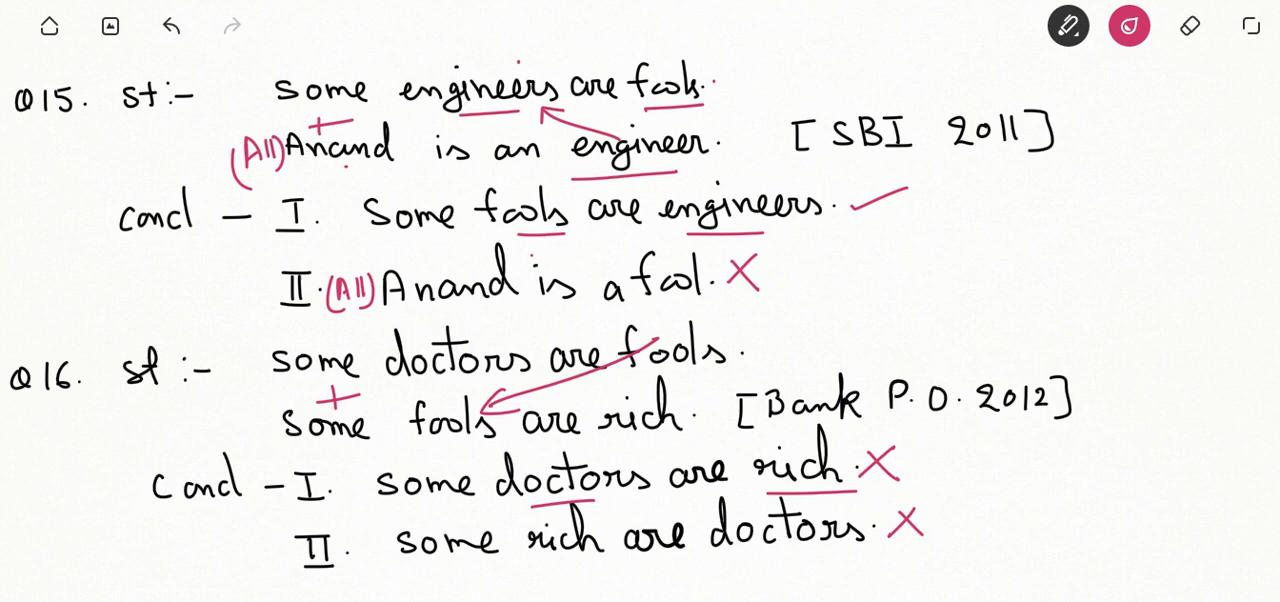 Q15. St:- Some engineers are fools.
(All) Anand is an engineer. [SBI 2011]
Concl - I. Some fools are engineers. ✓
II. (All) Anand is a fool. X
Q16. St:- Some doctors are fools.
+
Some fools are rich. [Bank P.O. 2012]
Concl - I. Some doctors are rich. X
II. Some rich are doctors. X